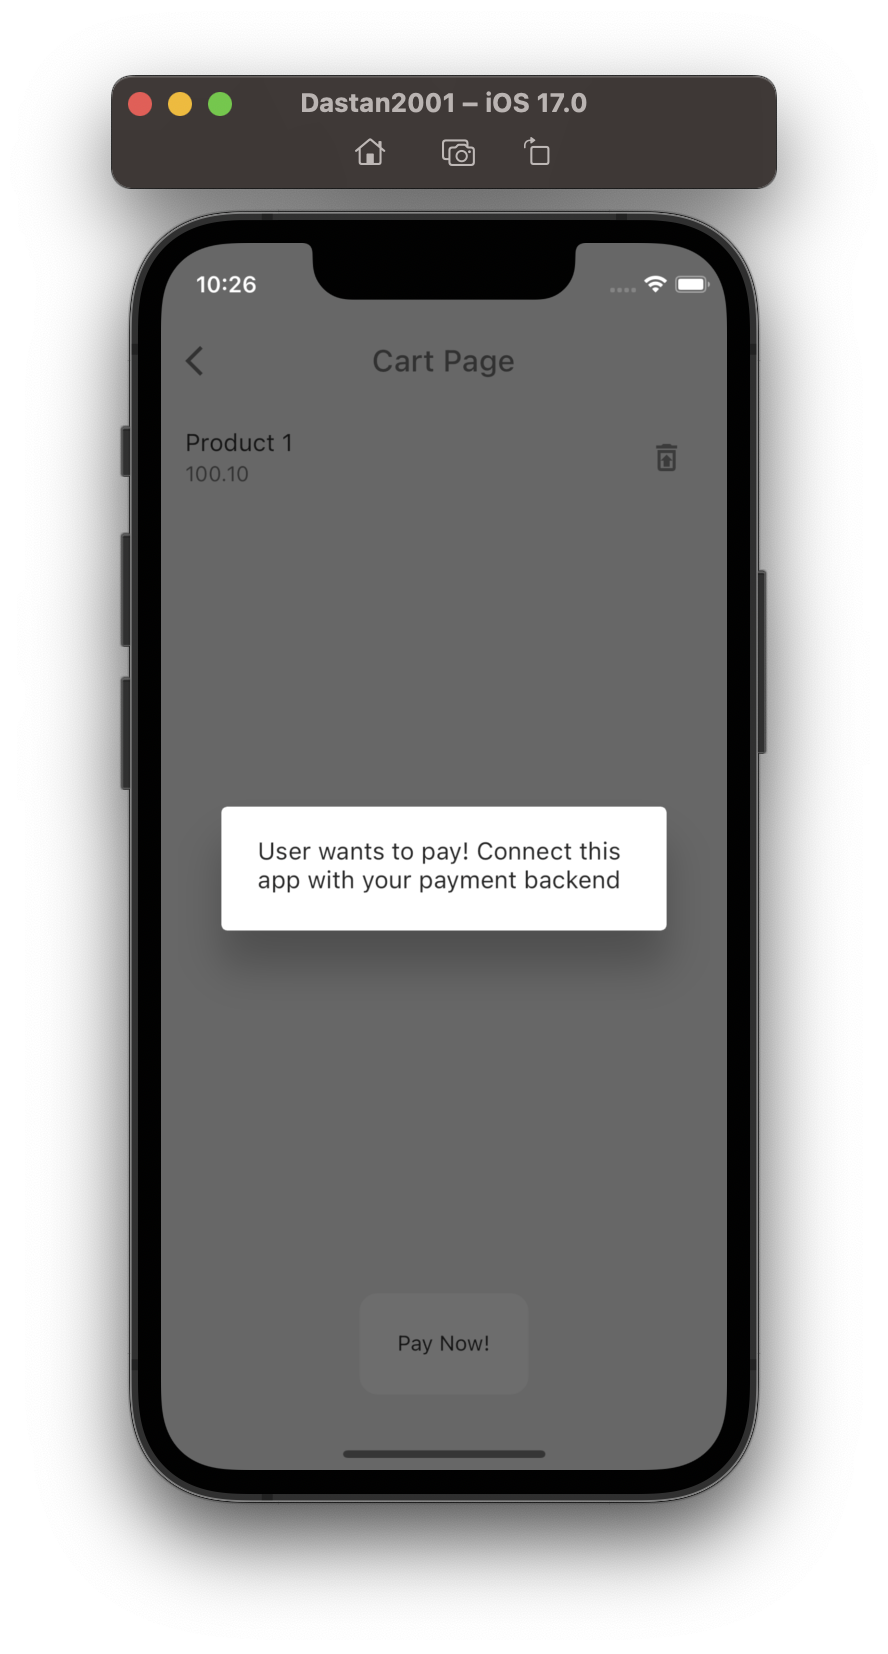 Dastan2001 – iOS 17.0
10:26
Cart Page
Product 1
100.10
User wants to pay! Connect this
app with your payment backend
Pay Now!